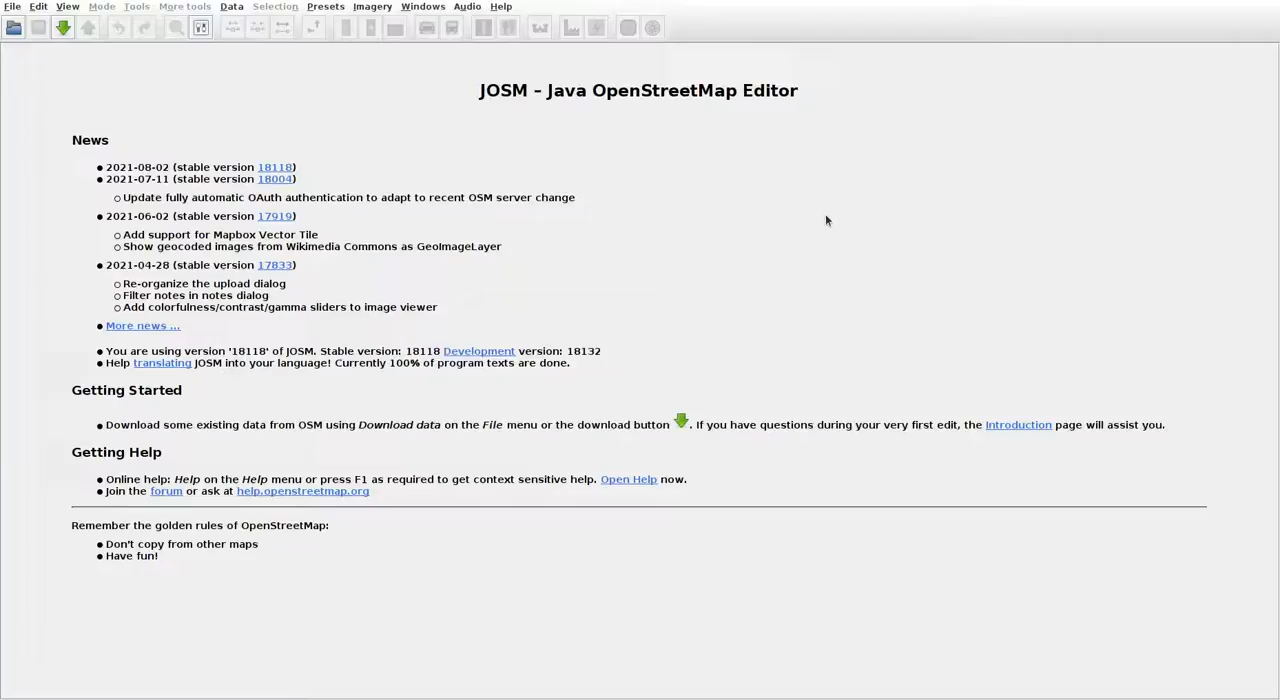 File Edit View Mode Tools More tools Data Selection Presets Imagery Windows Audio Help
JOSM – Java OpenStreetMap Editor
News
2021-08-02 (stable version 18118)
2021-07-11 (stable version 18004)
Update fully automatic OAuth authentication to adapt to recent OSM server change
2021-06-02 (stable version 17919)
Add support for Mapbox Vector Tile
Show geocoded images from Wikimedia Commons as GeoImageLayer
2021-04-28 (stable version 17833)
Re-organize the upload dialog
Filter notes in notes dialog
Add colorfulness/contrast/gamma sliders to image viewer
More news ...
You are using version '18118' of JOSM. Stable version: 18118 Development version: 18132
Help translating JOSM into your language! Currently 100% of program texts are done.
Getting Started
Download some existing data from OSM using Download data on the File menu or the download button . If you have questions during your very first edit, the Introduction page will assist you.
Getting Help
Online help: Help on the Help menu or press F1 as required to get context sensitive help. Open Help now.
Join the forum or ask at help.openstreetmap.org
Remember the golden rules of OpenStreetMap:
Don't copy from other maps
Have fun!